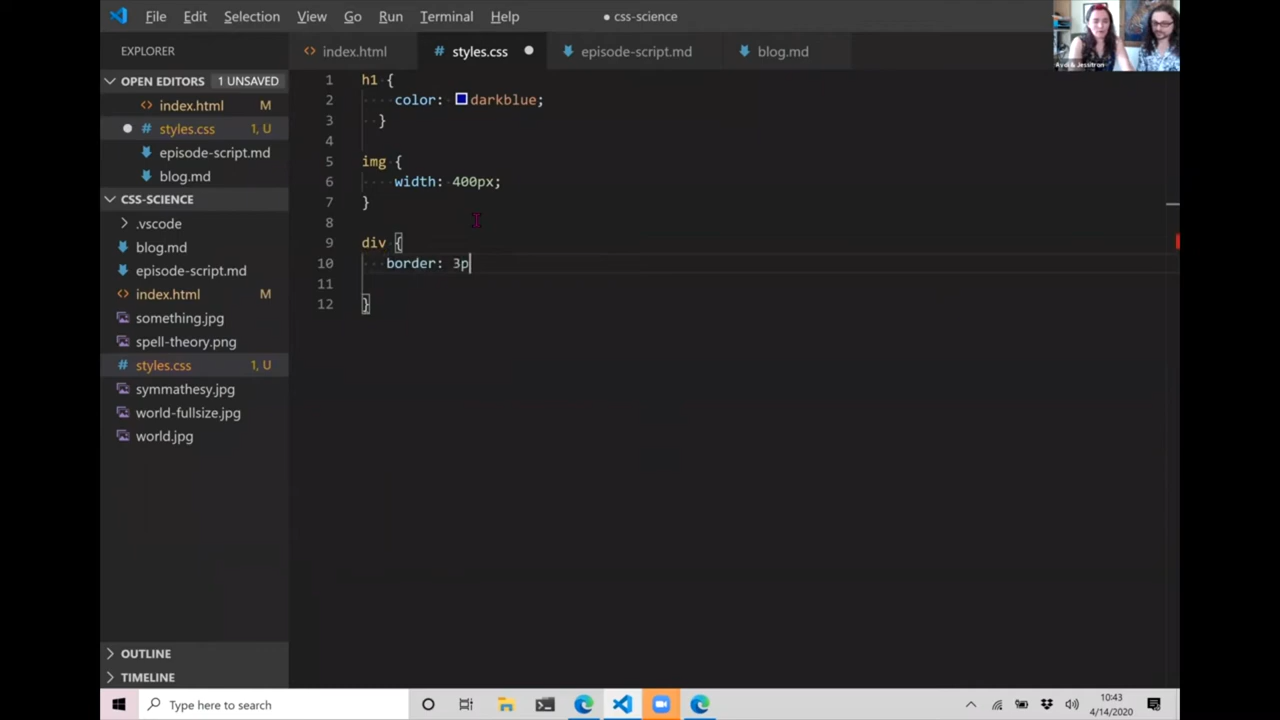 File Edit Selection View Go Run Terminal Help ● css-science
Avdi & Jessitron
EXPLORER
index.html
# styles.css
episode-script.md
blog.md
OPEN EDITORS 1 UNSAVED
index.html M
styles.css 1, U
episode-script.md
blog.md
CSS-SCIENCE
.vscode
blog.md
episode-script.md
index.html M
something.jpg
spell-theory.png
styles.css 1, U
symmathesy.jpg
world-fullsize.jpg
world.jpg
OUTLINE
TIMELINE
1 h1 {
2 color: darkblue;
3 }
4
5 img {
6 width: 400px;
7 }
8
9 div {
10 border: 3p
11
12 }
Type here to search
10:43
4/14/2020